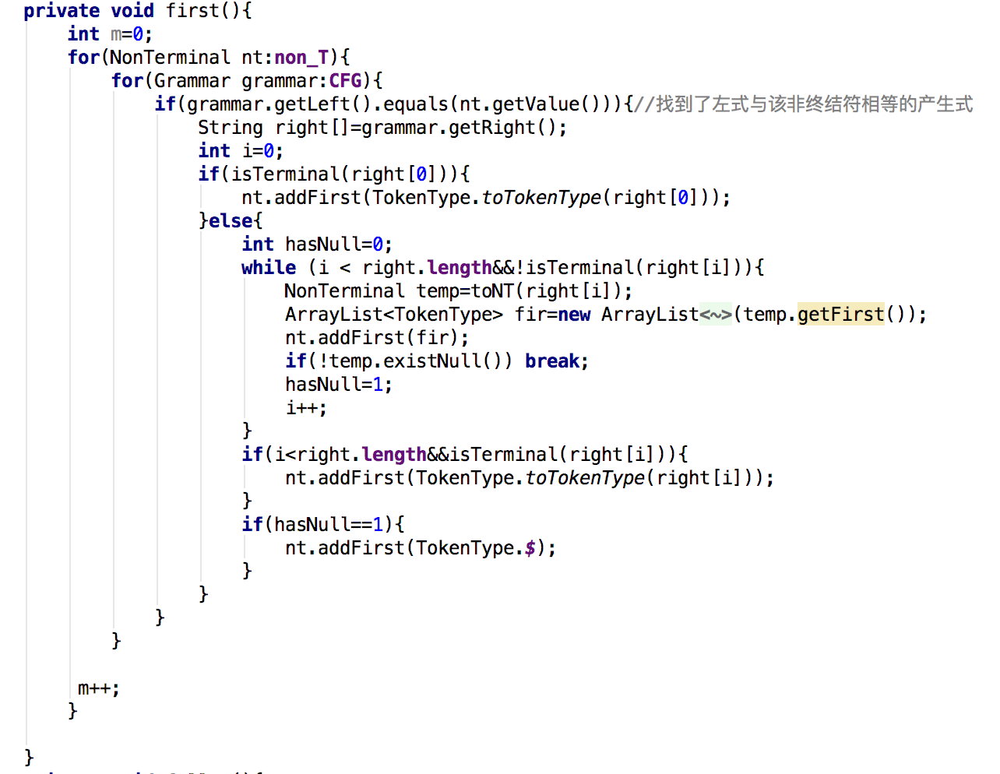 private void first(){
int m=0;
for(NonTerminal nt:non_T){
for(Grammar grammar:CFG){
if(grammar.getLeft().equals(nt.getValue())){//找到了左式与该非终结符相等的产生式
String right[]=grammar.getRight();
int i=0;
if(isTerminal(right[0])){
nt.addFirst(TokenType.toTokenType(right[0]));
}else{
int hasNull=0;
while (i < right.length&&!isTerminal(right[i])){
NonTerminal temp=toNT(right[i]);
ArrayList<TokenType> fir=new ArrayList<~>(temp.getFirst());
nt.addFirst(fir);
if(!temp.existNull()) break;
hasNull=1;
i++;
}
if(i<right.length&&isTerminal(right[i])){
nt.addFirst(TokenType.toTokenType(right[i]));
}
if(hasNull==1){
nt.addFirst(TokenType.$);
}
}
}
}
m++;
}
}